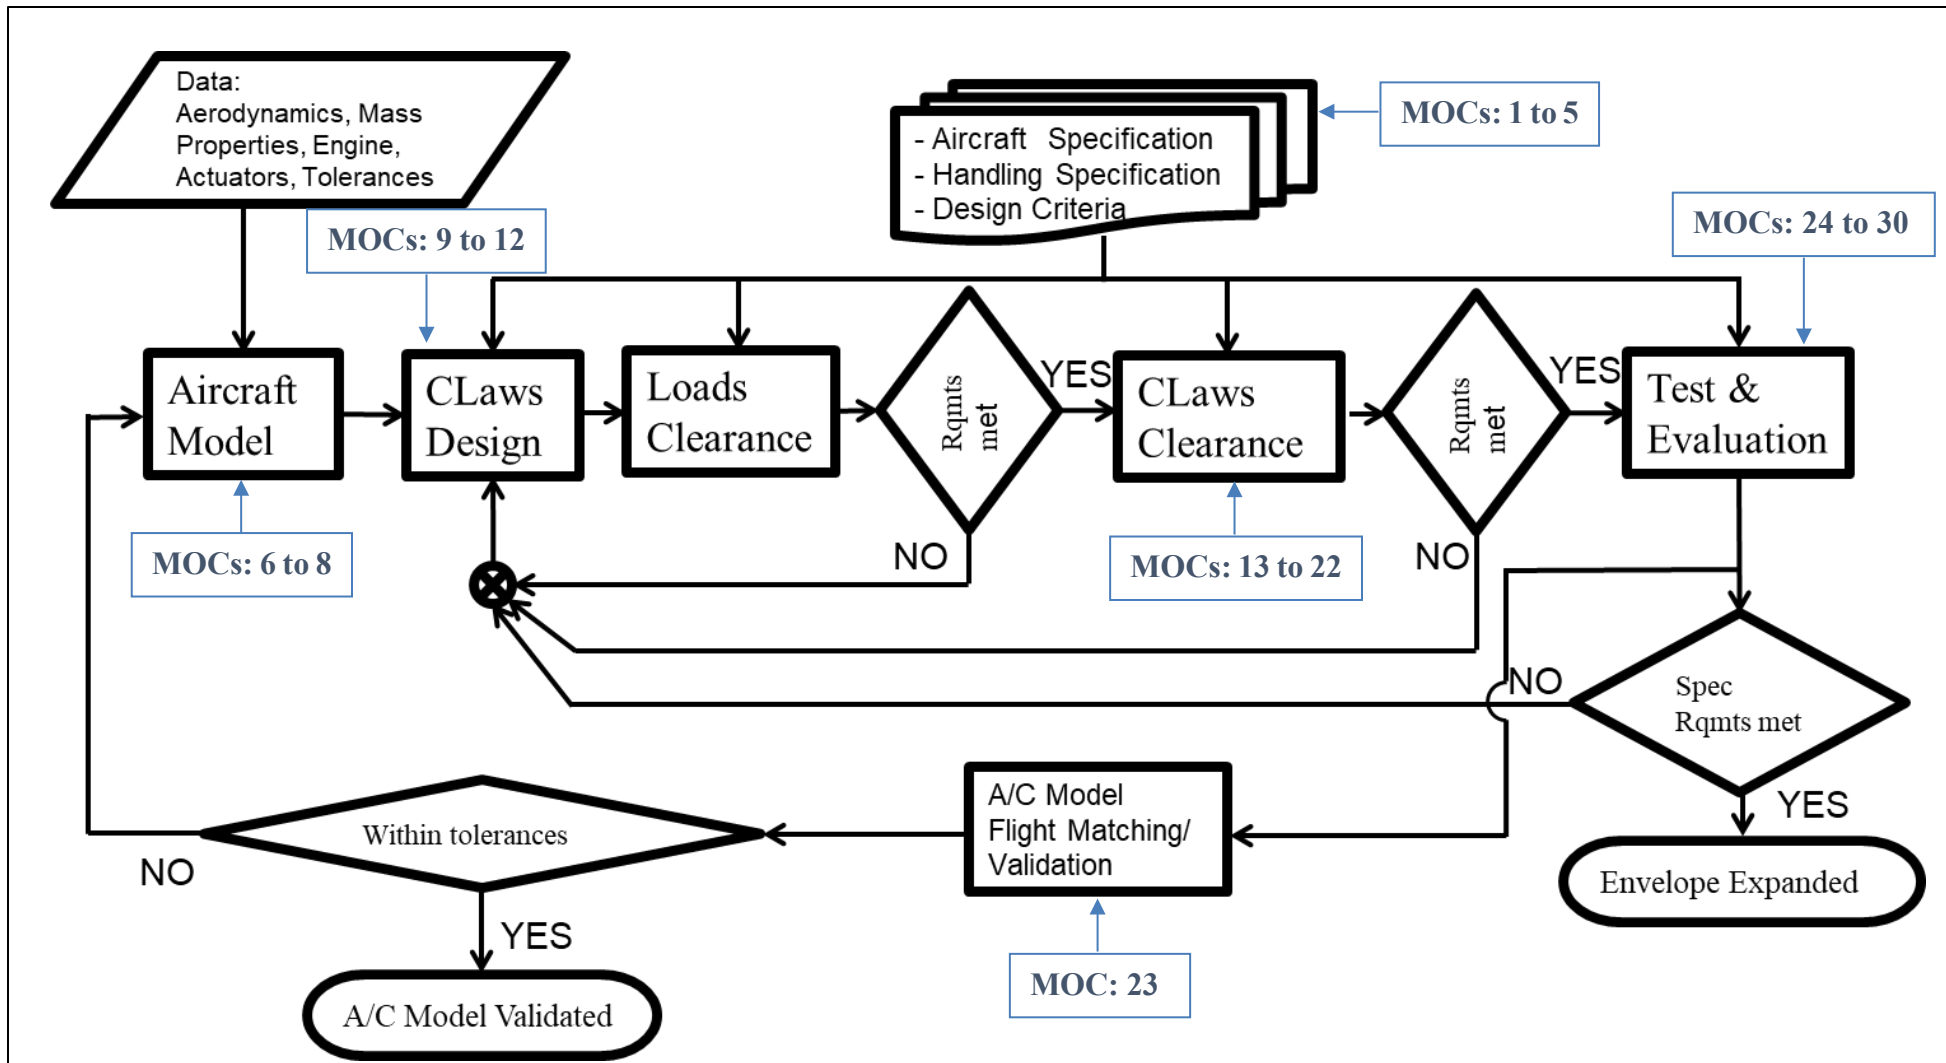 Data:
Aerodynamics, Mass
Properties, Engine,
Actuators, Tolerances
- Aircraft Specification
- Handling Specification
- Design Criteria
MOCs: 1 to 5
MOCs: 9 to 12
MOCs: 24 to 30
Aircraft
Model
CLaws
Design
Loads
Clearance
Rqmts
met
YES
NO
CLaws
Clearance
Rqmts
met
YES
NO
Test &
Evaluation
MOCs: 6 to 8
MOCs: 13 to 22
Spec
Rqmts met
NO
YES
Envelope Expanded
A/C Model
Flight Matching/
Validation
MOC: 23
Within tolerances
NO
YES
A/C Model Validated